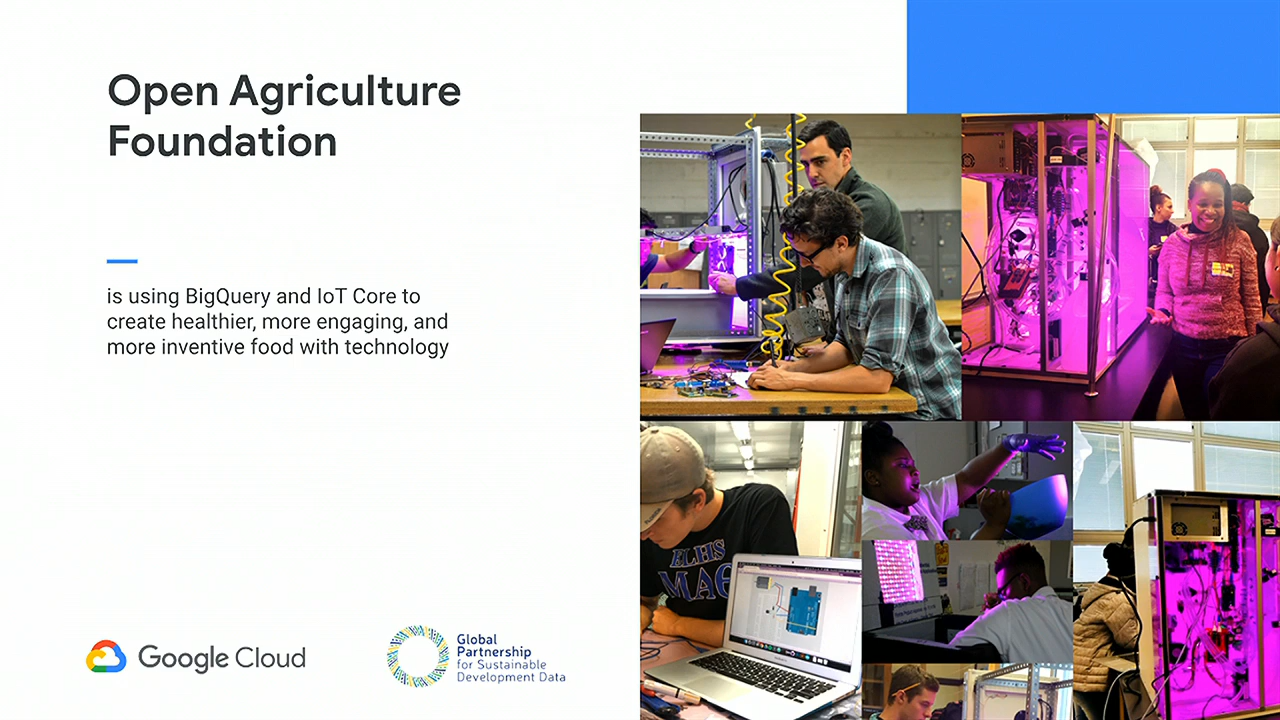 Open Agriculture
Foundation
is using BigQuery and IoT Core to
create healthier, more engaging, and
more inventive food with technology
Google Cloud
Global
Partnership
for Sustainable
Development Data
ELHS